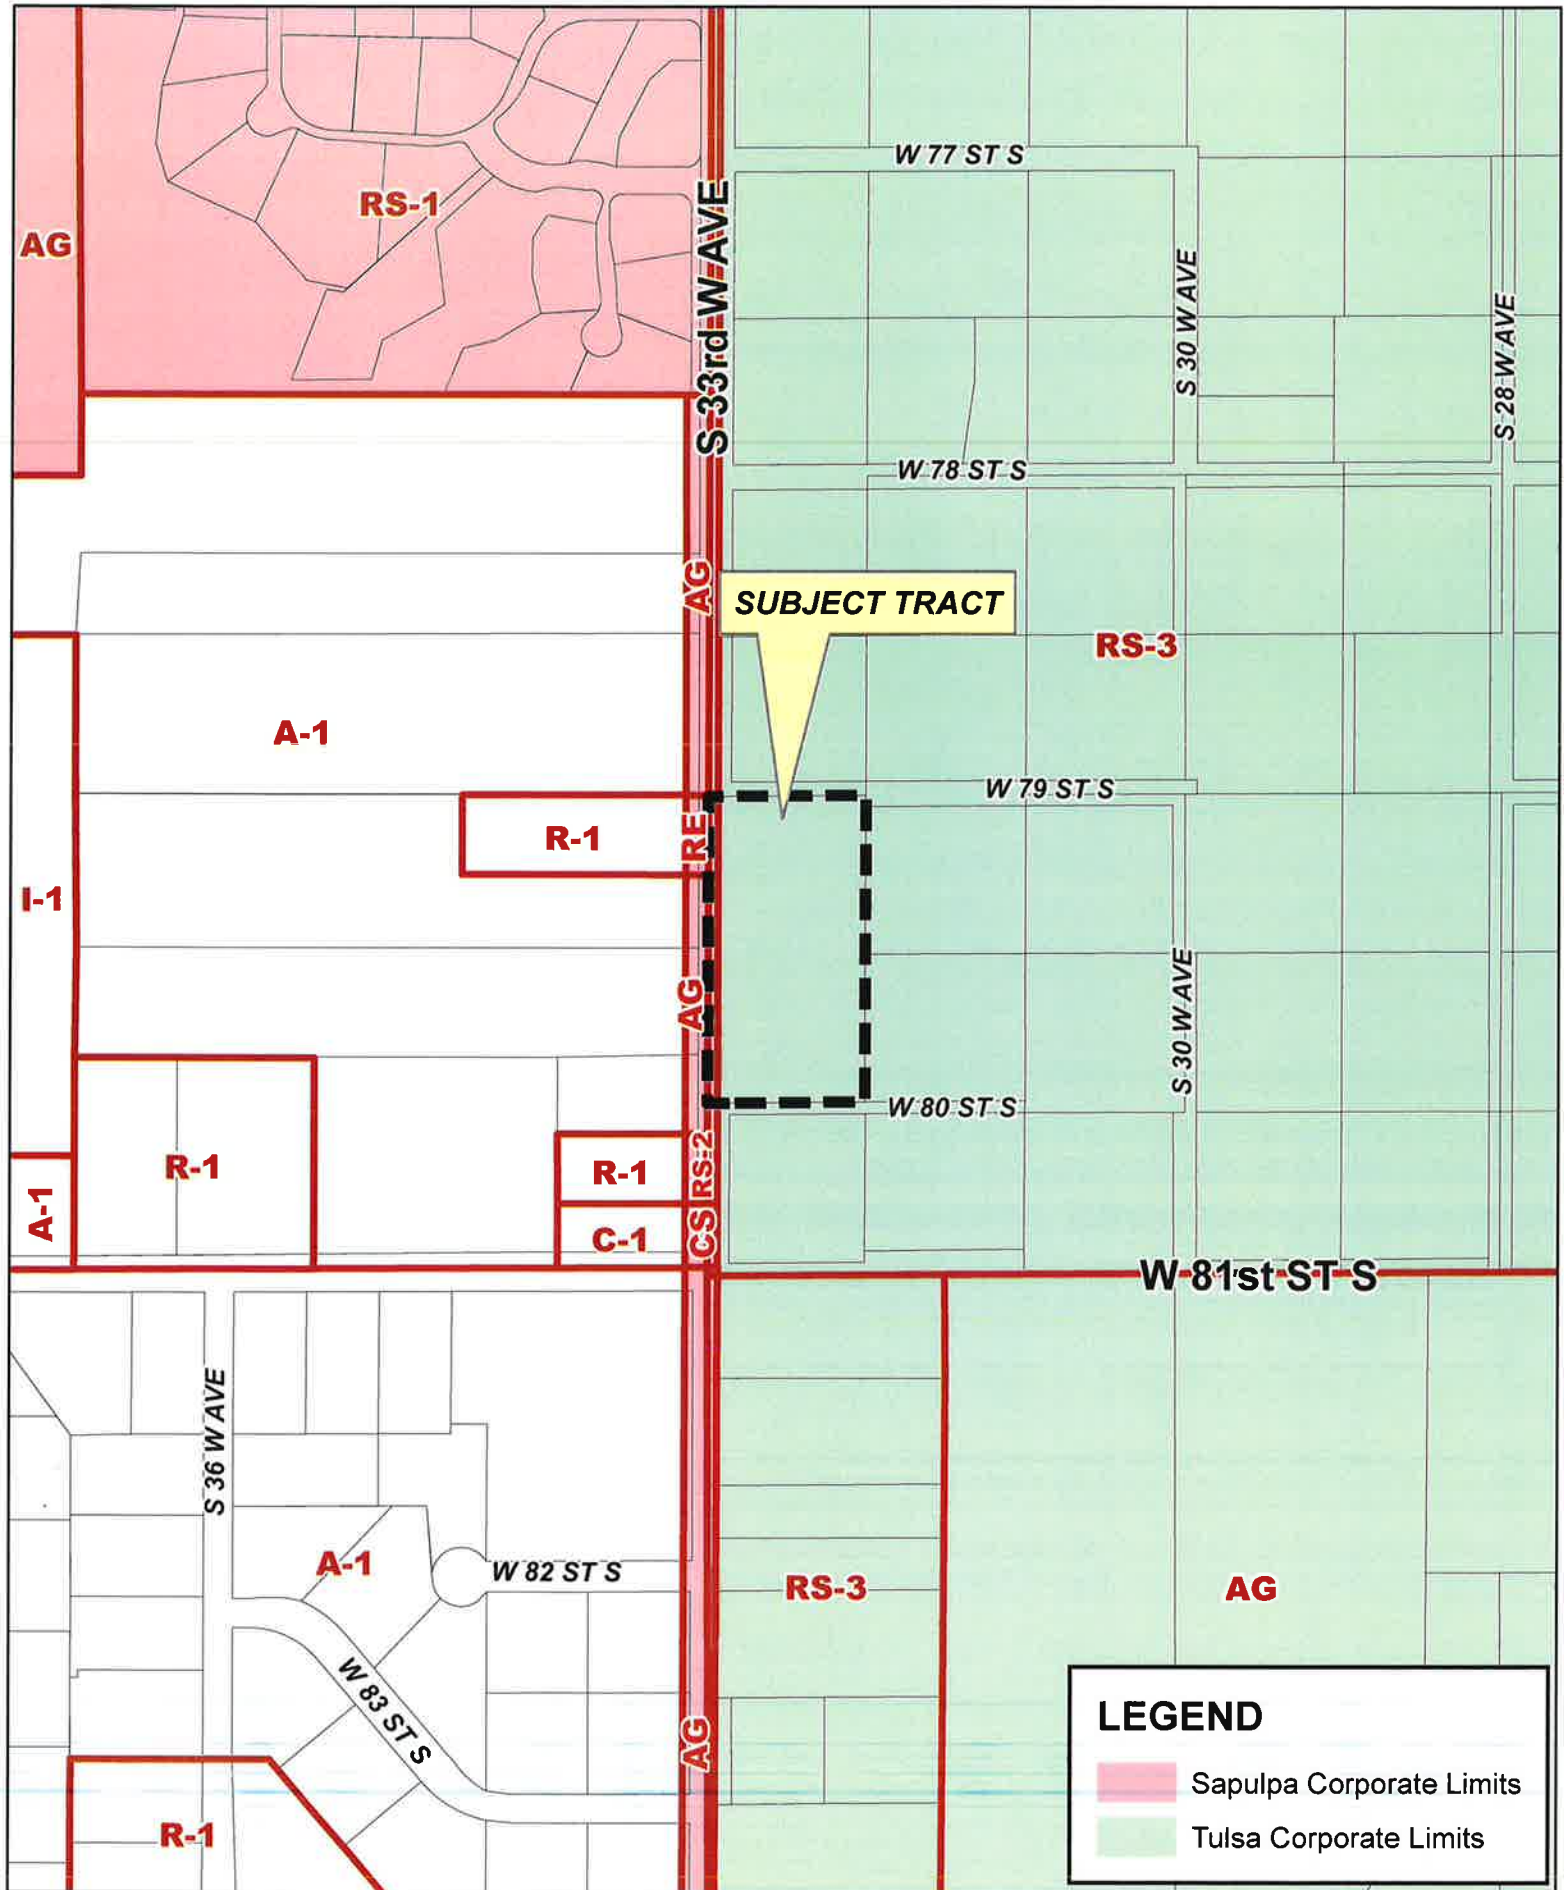 W 77 ST S
RS-1
AG
S 33rd W AVE
S 30 W AVE
S 28 W AVE
W 78 ST S
AG
SUBJECT TRACT
RS-3
A-1
W 79 ST S
R-1
RE
I-1
AG
S 30 W AVE
W 80 ST S
R-1
R-1
RS-2
A-1
C-1
CS
W 81st ST S
S 36 W AVE
A-1
W 82 ST S
RS-3
AG
W 83 ST S
AG
R-1
LEGEND
Sapulpa Corporate Limits
Tulsa Corporate Limits